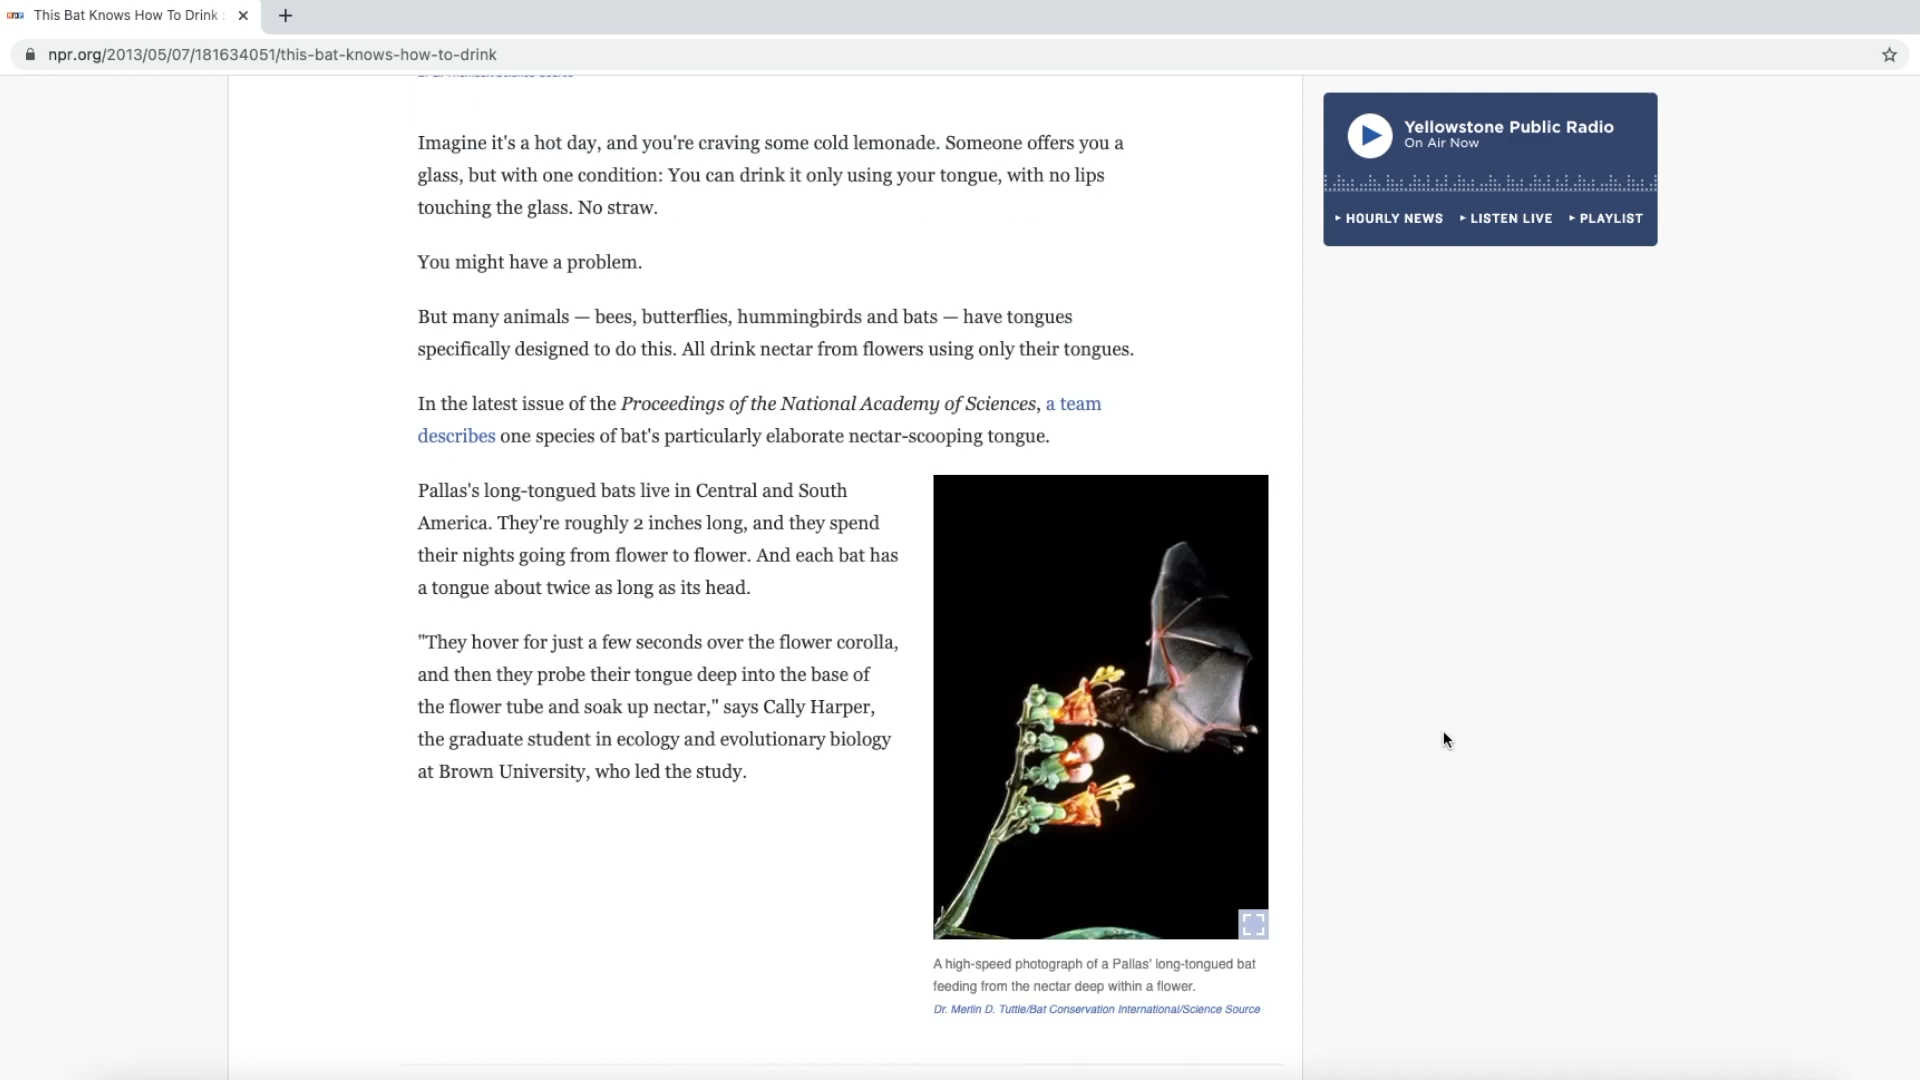 npr
This Bat Knows How To Drink :
npr.org/2013/05/07/181634051/this-bat-knows-how-to-drink
Imagine it's a hot day, and you're craving some cold lemonade. Someone offers you a
glass, but with one condition: You can drink it only using your tongue, with no lips
touching the glass. No straw.
You might have a problem.
But many animals — bees, butterflies, hummingbirds and bats — have tongues
specifically designed to do this. All drink nectar from flowers using only their tongues.
In the latest issue of the Proceedings of the National Academy of Sciences, a team
describes one species of bat's particularly elaborate nectar-scooping tongue.
Pallas's long-tongued bats live in Central and South
America. They're roughly 2 inches long, and they spend
their nights going from flower to flower. And each bat has
a tongue about twice as long as its head.
"They hover for just a few seconds over the flower corolla,
and then they probe their tongue deep into the base of
the flower tube and soak up nectar," says Cally Harper,
the graduate student in ecology and evolutionary biology
at Brown University, who led the study.
A high-speed photograph of a Pallas' long-tongued bat
feeding from the nectar deep within a flower.
Dr. Merlin D. Tuttle/Bat Conservation International/Science Source
Yellowstone Public Radio
On Air Now
HOURLY NEWS LISTEN LIVE PLAYLIST